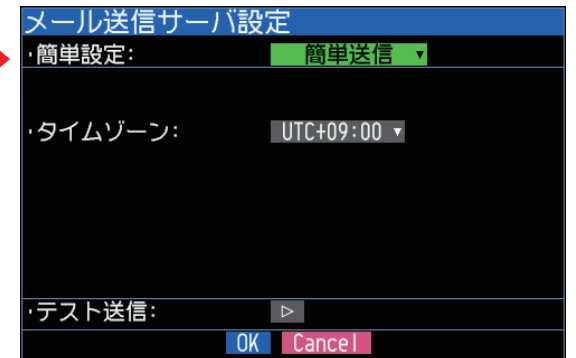 メール送信サーバ設定
･簡単設定: 簡単送信 ▼
･タイムゾーン: UTC+09:00 ▼
･テスト送信: ▷
OK Cancel